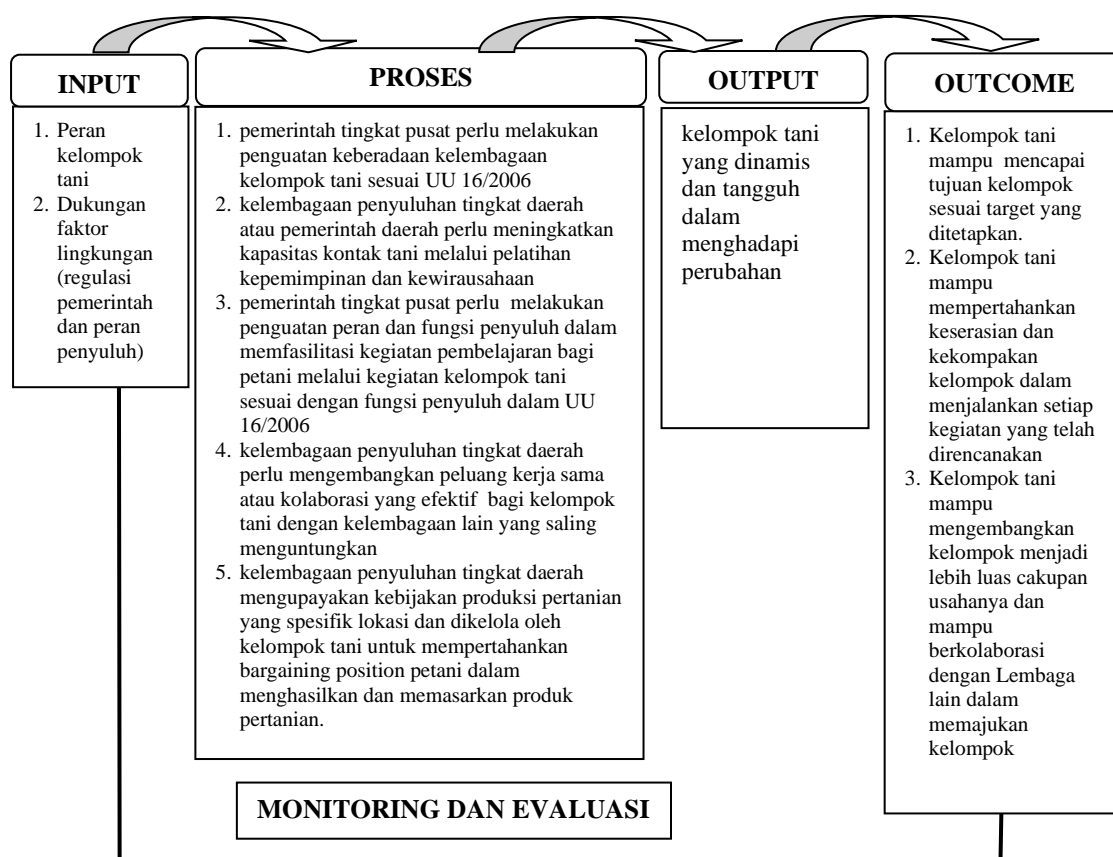 INPUT
1. Peran
kelompok
tani
2. Dukungan
faktor
lingkungan
(regulasi
pemerintah
dan peran
penyuluh)
PROSES
1. pemerintah tingkat pusat perlu melakukan
penguatan keberadaan kelembagaan
kelompok tani sesuai UU 16/2006
2. kelembagaan penyuluhan tingkat daerah
atau pemerintah daerah perlu meningkatkan
kapasitas kontak tani melalui pelatihan
kepemimpinan dan kewirausahaan
3. pemerintah tingkat pusat perlu melakukan
penguatan peran dan fungsi penyuluh dalam
memfasilitasi kegiatan pembelajaran bagi
petani melalui kegiatan kelompok tani
sesuai dengan fungsi penyuluh dalam UU
16/2006
4. kelembagaan penyuluhan tingkat daerah
perlu mengembangkan peluang kerja sama
atau kolaborasi yang efektif bagi kelompok
tani dengan kelembagaan lain yang saling
menguntungkan
5. kelembagaan penyuluhan tingkat daerah
mengupayakan kebijakan produksi pertanian
yang spesifik lokasi dan dikelola oleh
kelompok tani untuk mempertahankan
bargaining position petani dalam
menghasilkan dan memasarkan produk
pertanian.
OUTPUT
kelompok tani
yang dinamis
dan tangguh
dalam
menghadapi
perubahan
OUTCOME
1. Kelompok tani
mampu mencapai
tujuan kelompok
sesuai target yang
ditetapkan.
2. Kelompok tani
mampu
mempertahankan
keserasian dan
kekompakan
kelompok dalam
menjalankan setiap
kegiatan yang telah
direncanakan
3. Kelompok tani
mampu
mengembangkan
kelompok menjadi
lebih luas cakupan
usahanya dan
mampu
berkolaborasi
dengan Lembaga
lain dalam
memajukan
kelompok
MONITORING DAN EVALUASI